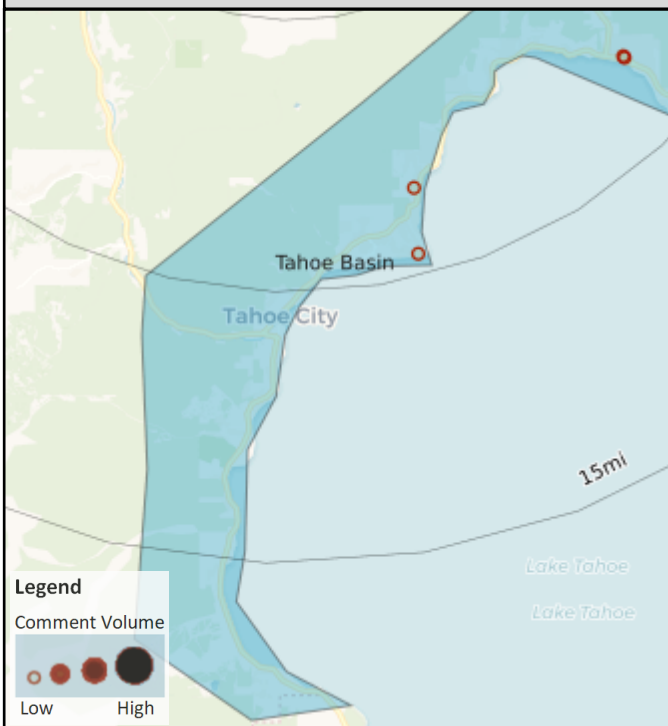 Tahoe Basin
Tahoe City
15mi
Lake Tahoe
Lake Tahoe
Legend
Comment Volume
Low High